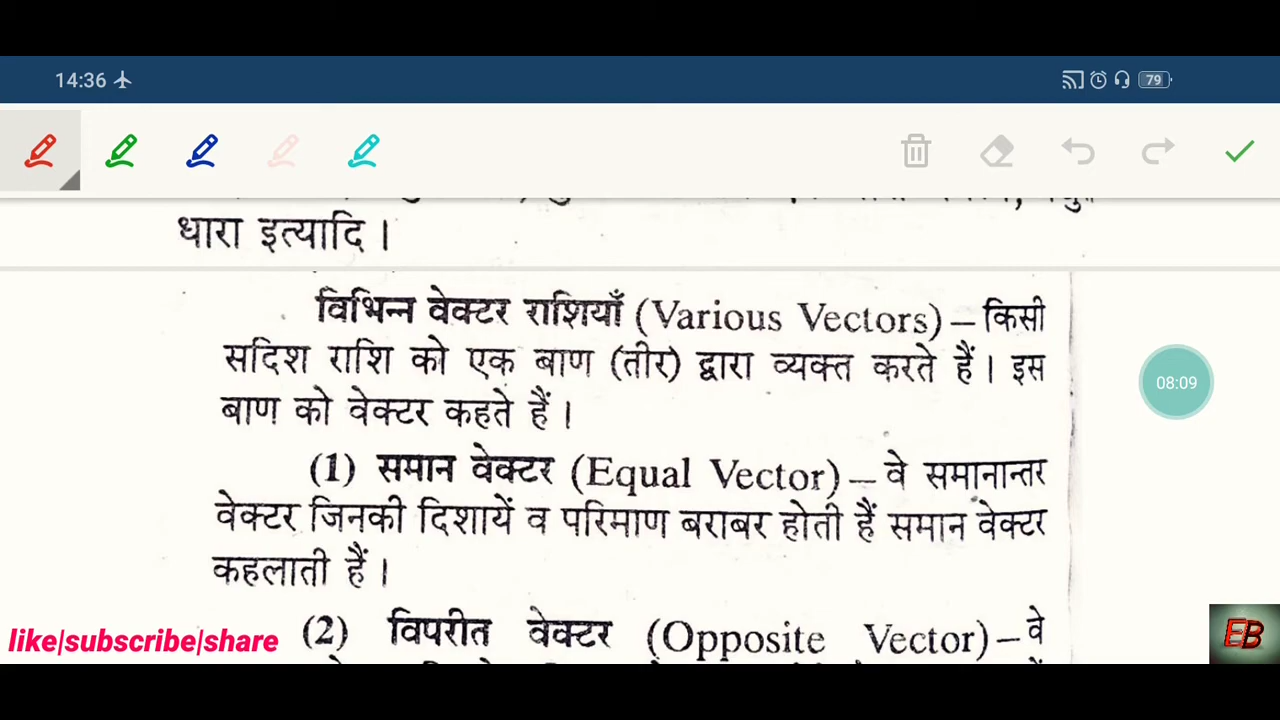 14:36
79
धारा इत्यादि ।
विभिन्न वेक्टर राशियाँ (Various Vectors) – किसी
सदिश राशि को एक बाण (तीर) द्वारा व्यक्त करते हैं । इस
बाण को वेक्टर कहते हैं ।
08:09
(1) समान वेक्टर (Equal Vector) – वे समानान्तर
वेक्टर जिनकी दिशायें व परिमाण बराबर होती हैं समान वेक्टर
कहलाती हैं ।
(2) विपरीत वेक्टर (Opposite Vector) – वे
like|subscribe|share
EB